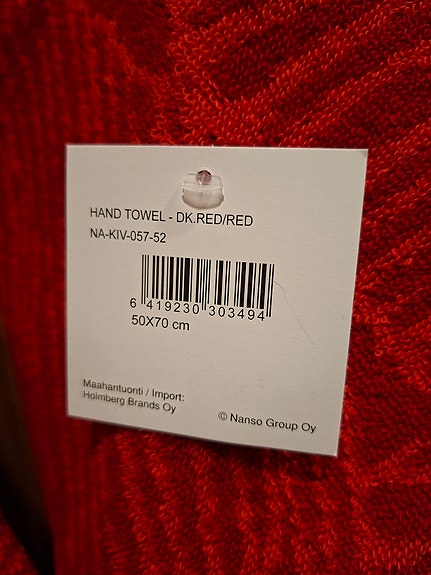 HAND TOWEL - DK.RED/RED
NA-KIV-057-52
6 419230 303494
50X70 cm
Maahantuonti / Import:
Holmberg Brands Oy
© Nanso Group Oy